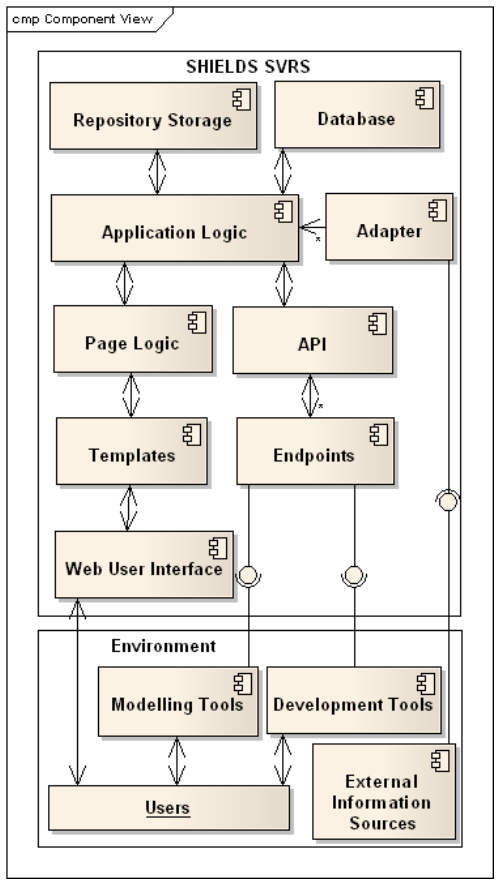 cmp Component View
SHIELDS SVRS
Repository Storage
Database
Application Logic
Adapter
*
Page Logic
API
*
Templates
Endpoints
Web User Interface
Environment
Modelling Tools
Development Tools
Users
External
Information
Sources